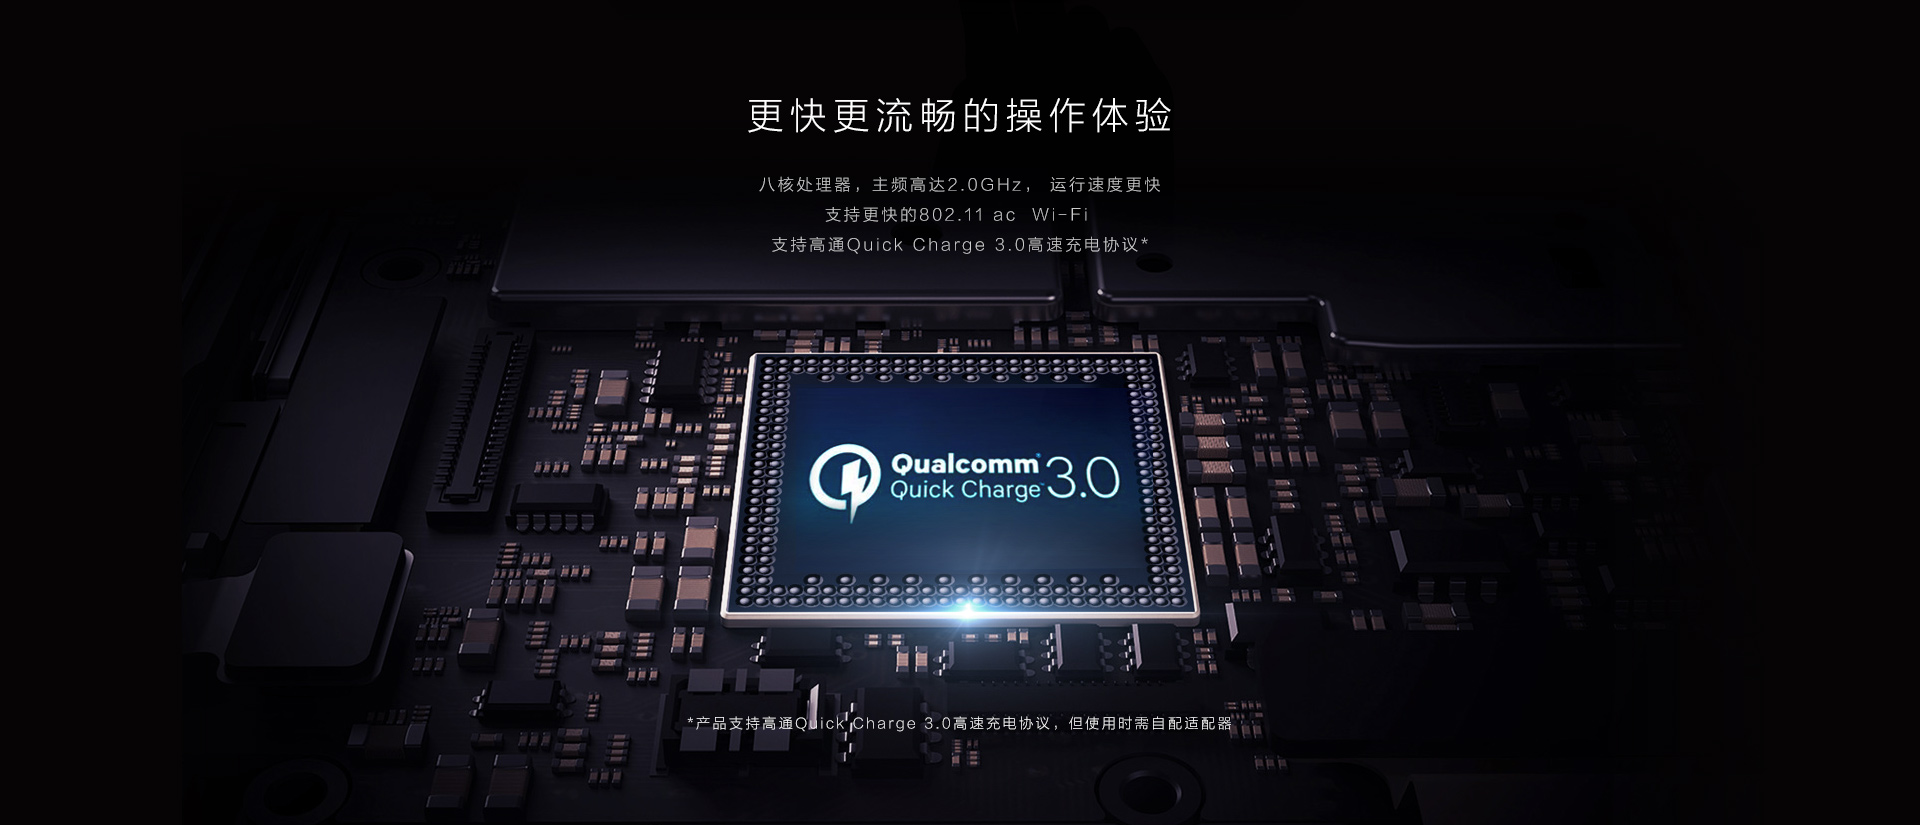 更快更流畅的操作体验
八核处理器，主频高达2.0GHz， 运行速度更快
支持更快的802.11 ac Wi-Fi
支持高通Quick Charge 3.0高速充电协议*
Qualcomm® 3.0
Quick Charge™
*产品支持高通Quick Charge 3.0高速充电协议，但使用时需自配适配器